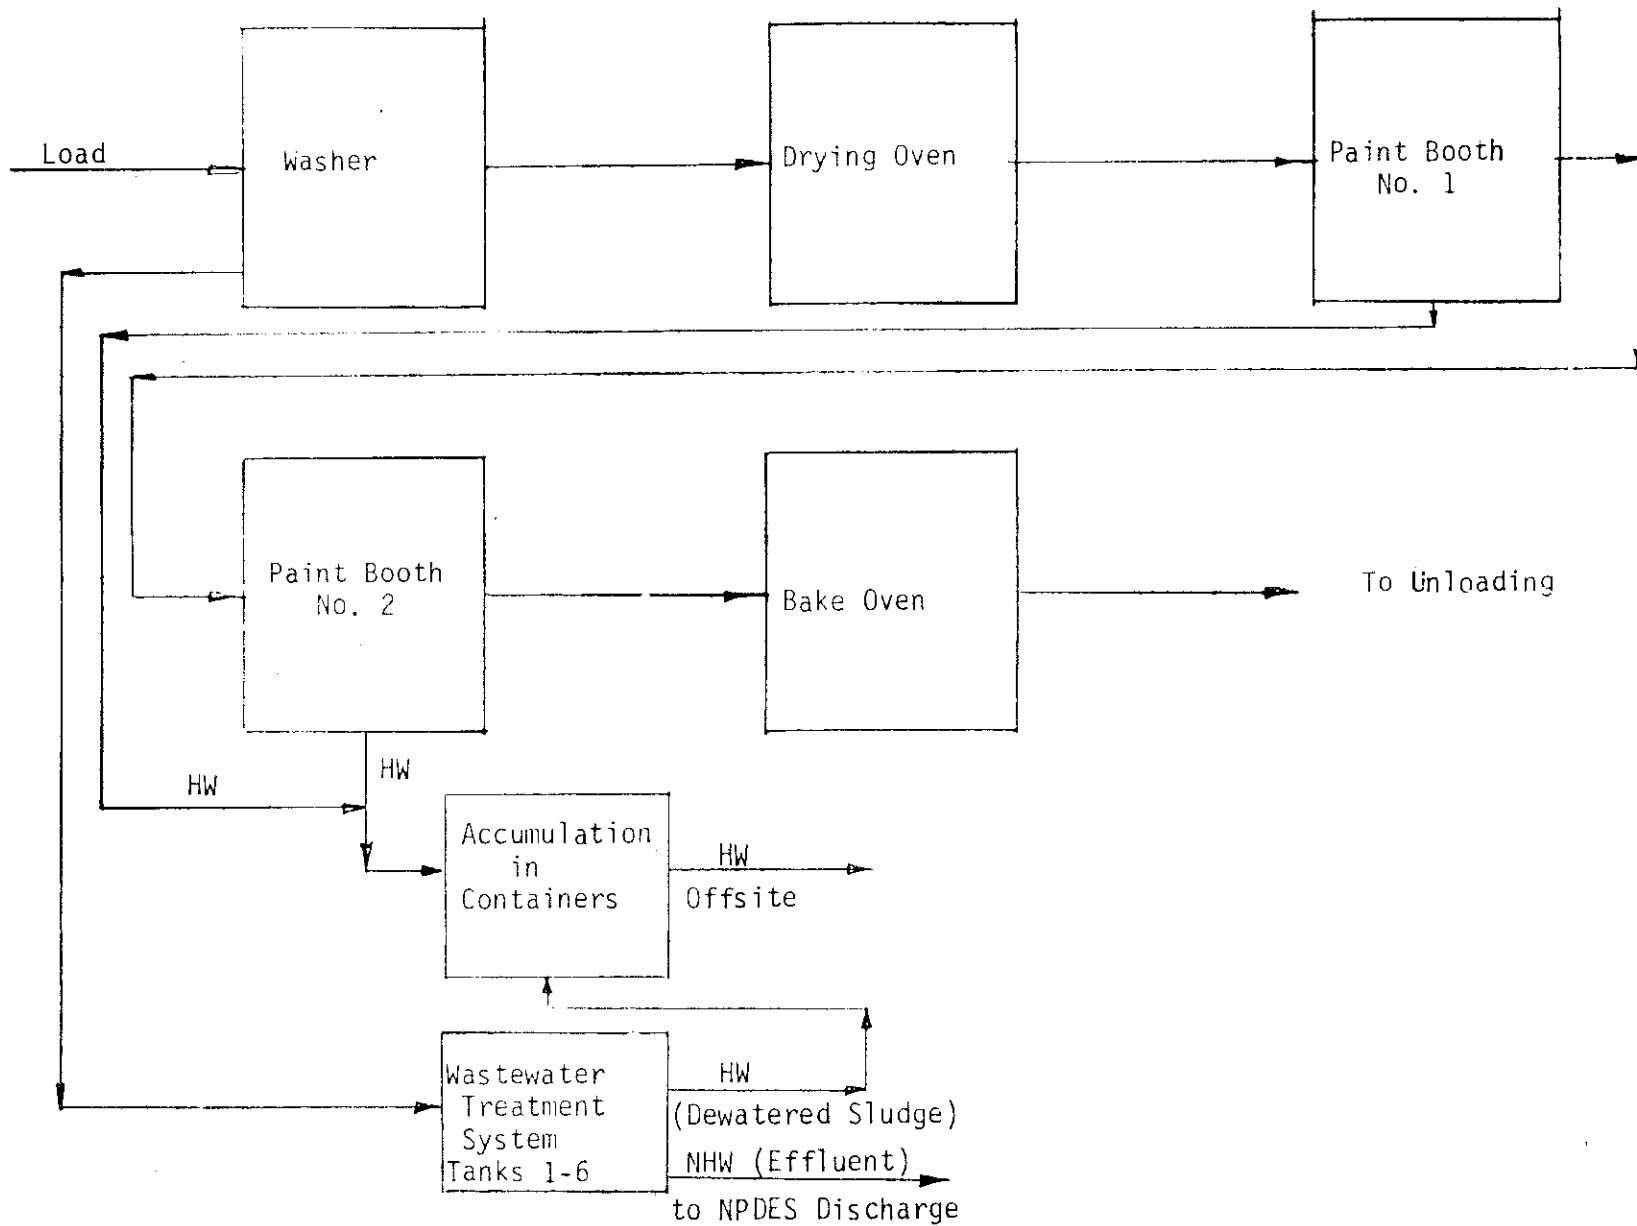 Load
Washer
Drying Oven
Paint Booth
No. 1
Paint Booth
No. 2
Bake Oven
To Unloading
HW
HW
Accumulation
in
Containers
HW
Offsite
Wastewater
Treatment
System
Tanks 1-6
HW
(Dewatered Sludge)
NHW (Effluent)
to NPDES Discharge